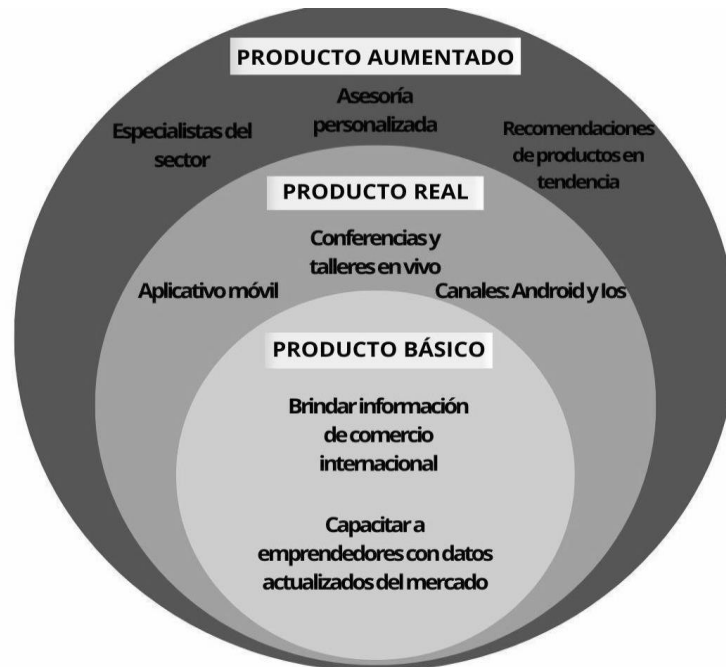 PRODUCTO AUMENTADO
Asesoría
personalizada
Especialistas del
sector
Recomendaciones
de productos en
tendencia
PRODUCTO REAL
Conferencias y
talleres en vivo
Aplicativo móvil
Canales: Android y Ios
PRODUCTO BÁSICO
Brindar información
de comercio
internacional
Capacitar a
emprendedores con datos
actualizados del mercado